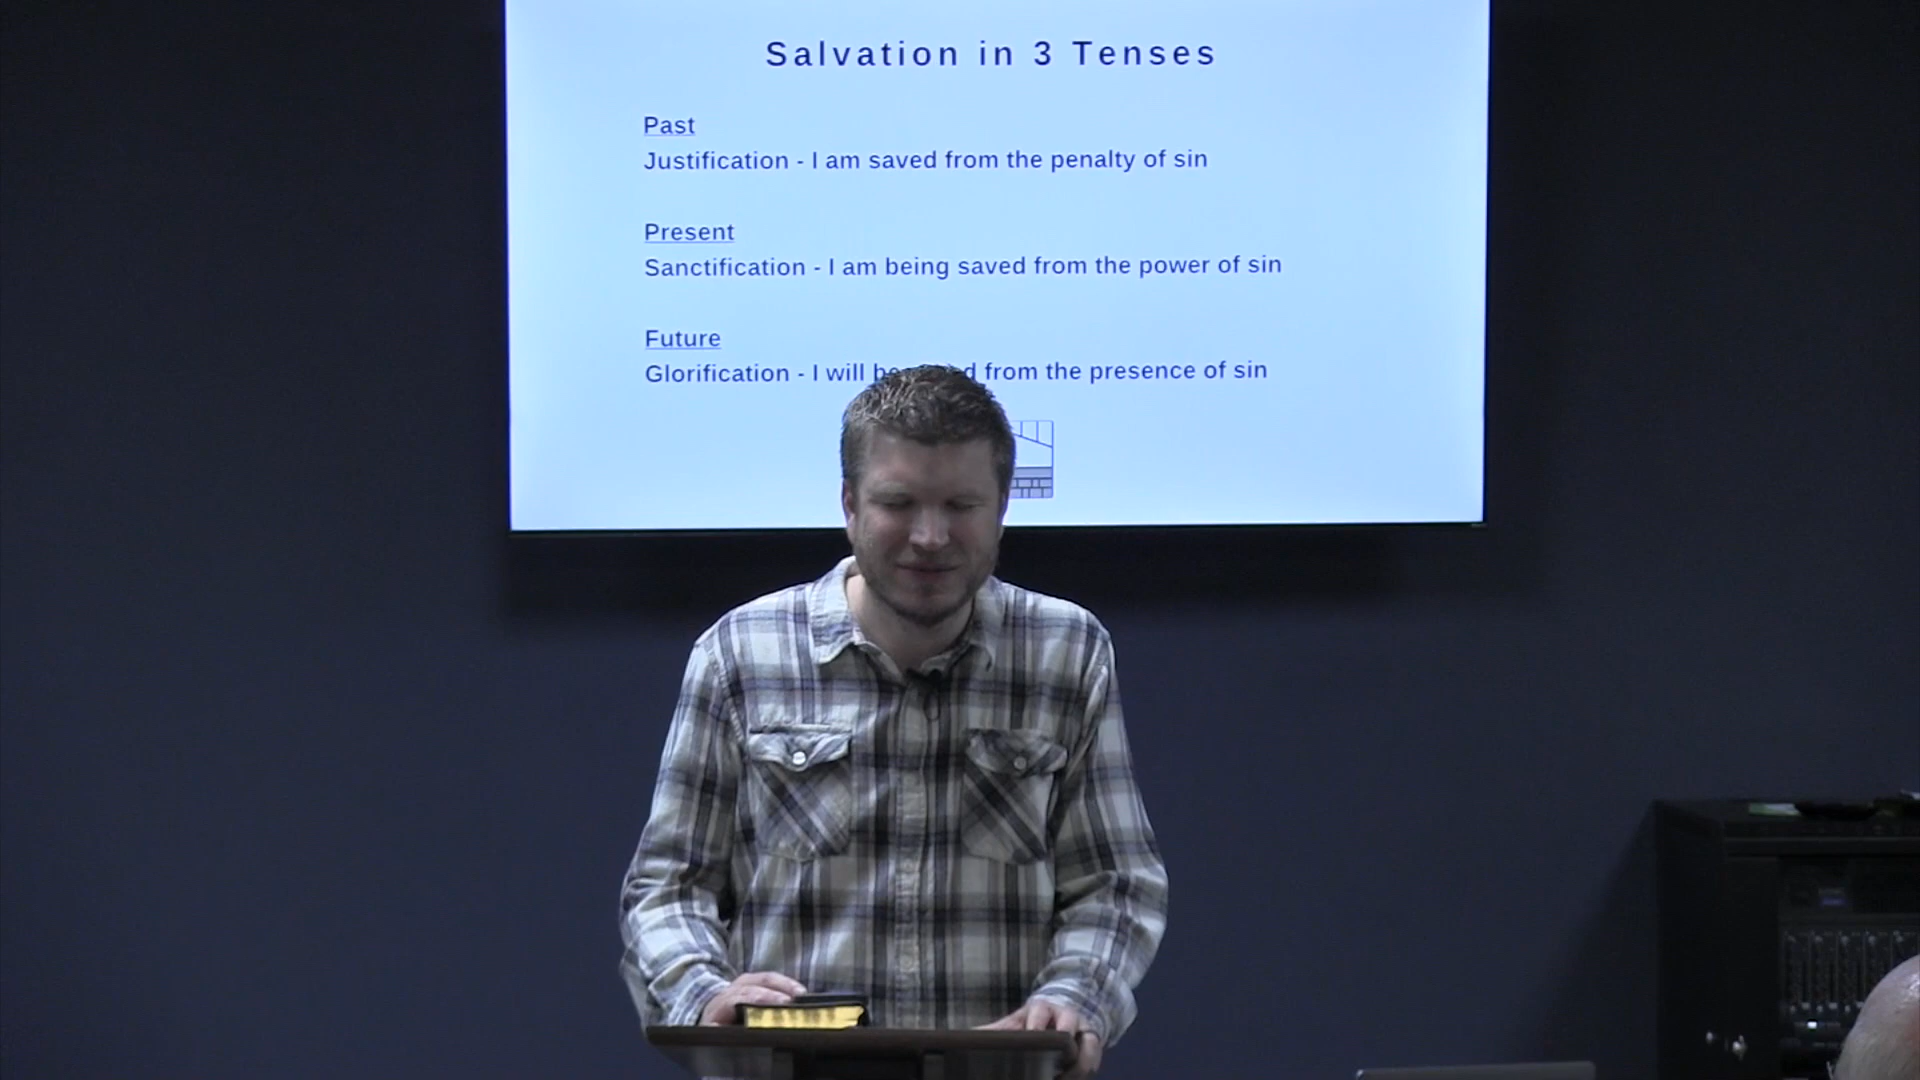 Salvation in 3 Tenses
Past
Justification - I am saved from the penalty of sin
Present
Sanctification - I am being saved from the power of sin
Future
Glorification - I will from the presence of sin